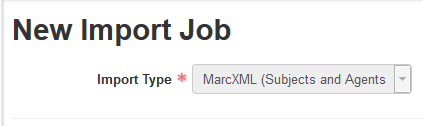 New Import Job
Import Type * MarcXML (Subjects and Agents